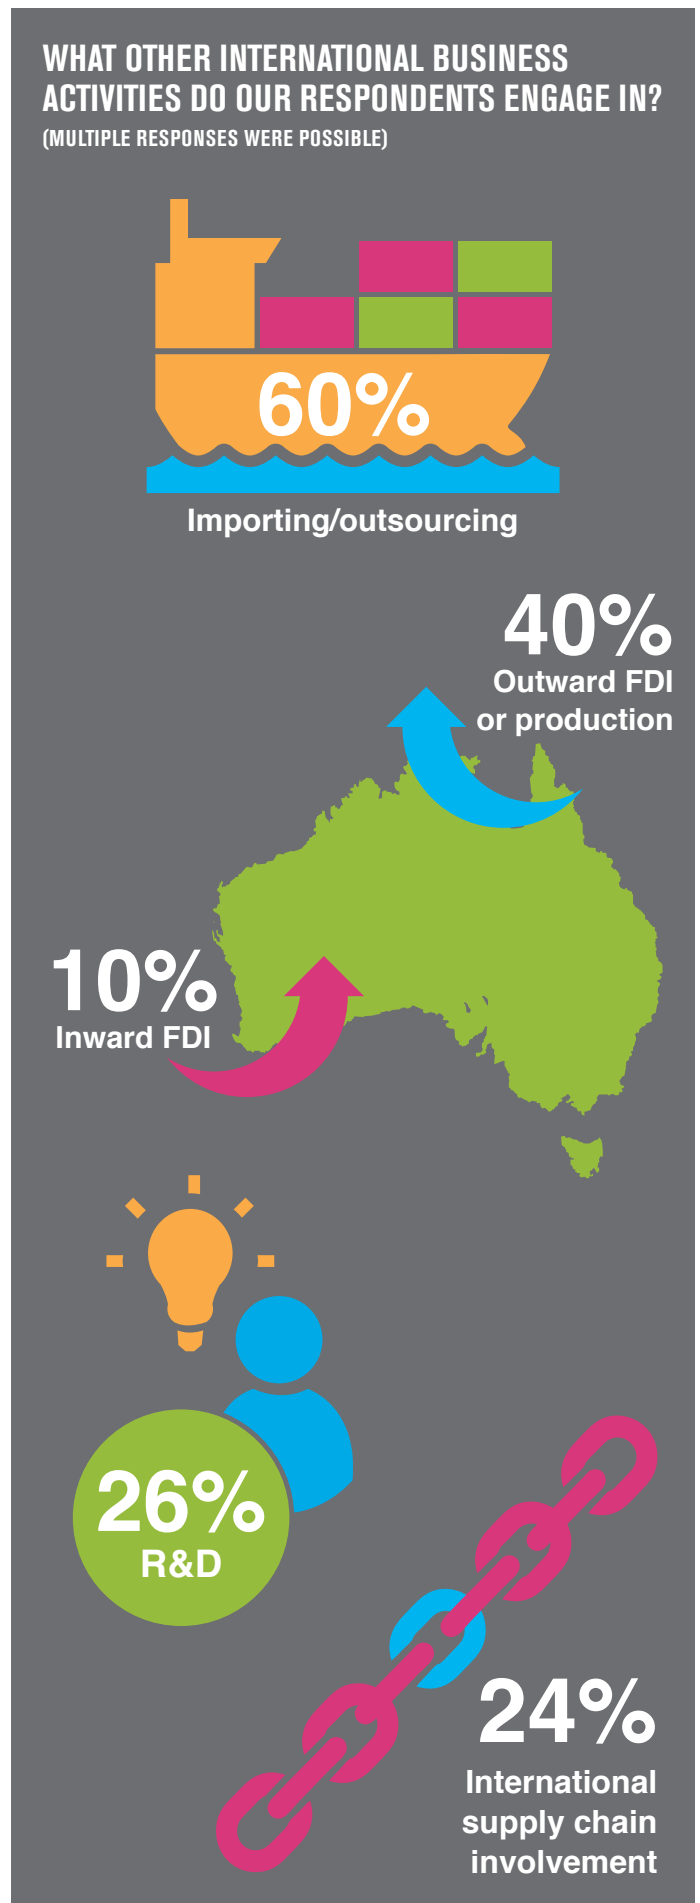 WHAT OTHER INTERNATIONAL BUSINESS
ACTIVITIES DO OUR RESPONDENTS ENGAGE IN?
(MULTIPLE RESPONSES WERE POSSIBLE)
60%
Importing/outsourcing
40%
Outward FDI
or production
10%
Inward FDI
26%
R&D
24%
International
supply chain
involvement